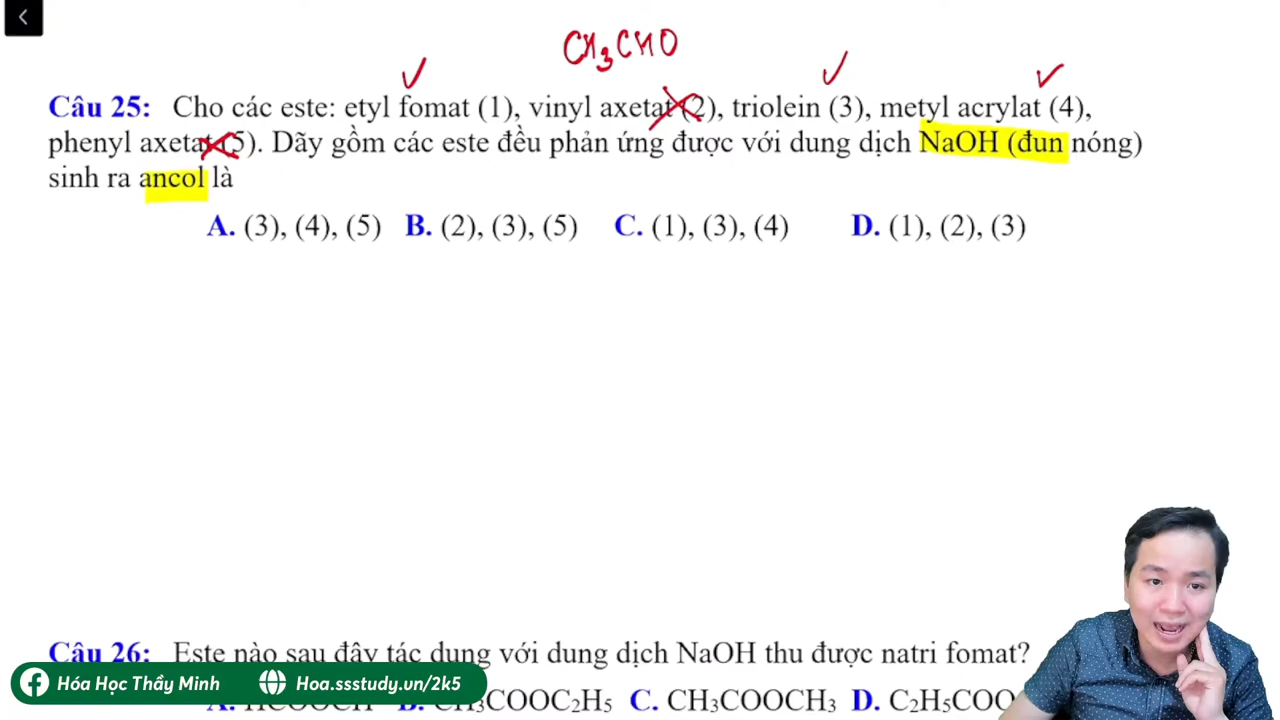 CH3CHO
Câu 25: Cho các este: etyl fomat (1), vinyl axetat (2), triolein (3), metyl acrylat (4),
phenyl axetat (5). Dãy gồm các este đều phản ứng được với dung dịch NaOH (đun nóng)
sinh ra ancol là
A. (3), (4), (5) B. (2), (3), (5) C. (1), (3), (4) D. (1), (2), (3)
Câu 26: Este nào sau đây tác dụng với dung dịch NaOH thu được natri fomat?
CH3COOC2H5 C. CH3COOCH3 D. C2H5COO
Hóa Học Thầy Minh Hoa.ssstudy.vn/2k5